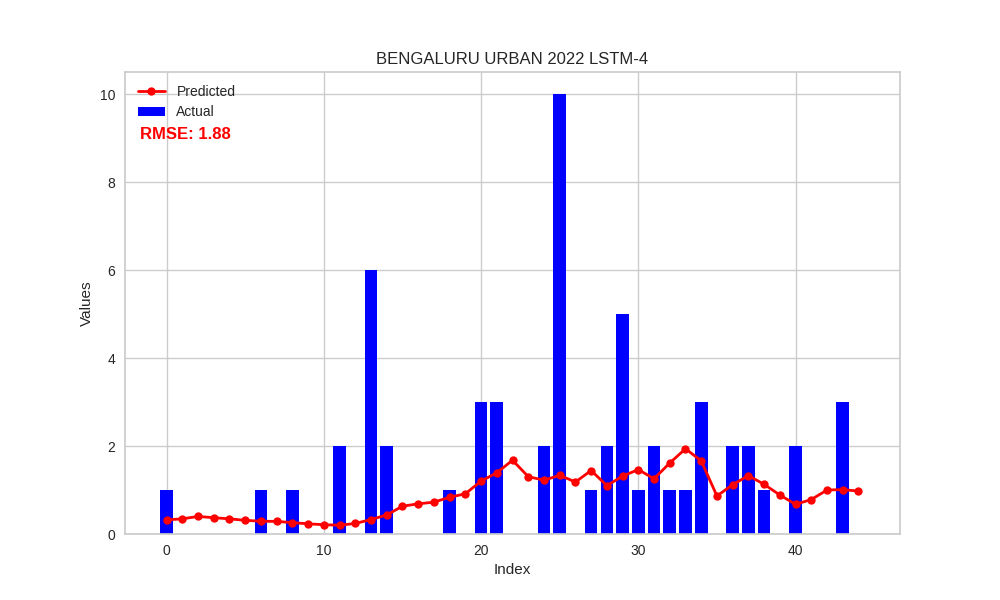 BENGALURU URBAN 2022 LSTM-4
Predicted
Actual
RMSE: 1.88
10
8
6
4
2
0
Values
0 10 20 30 40
Index